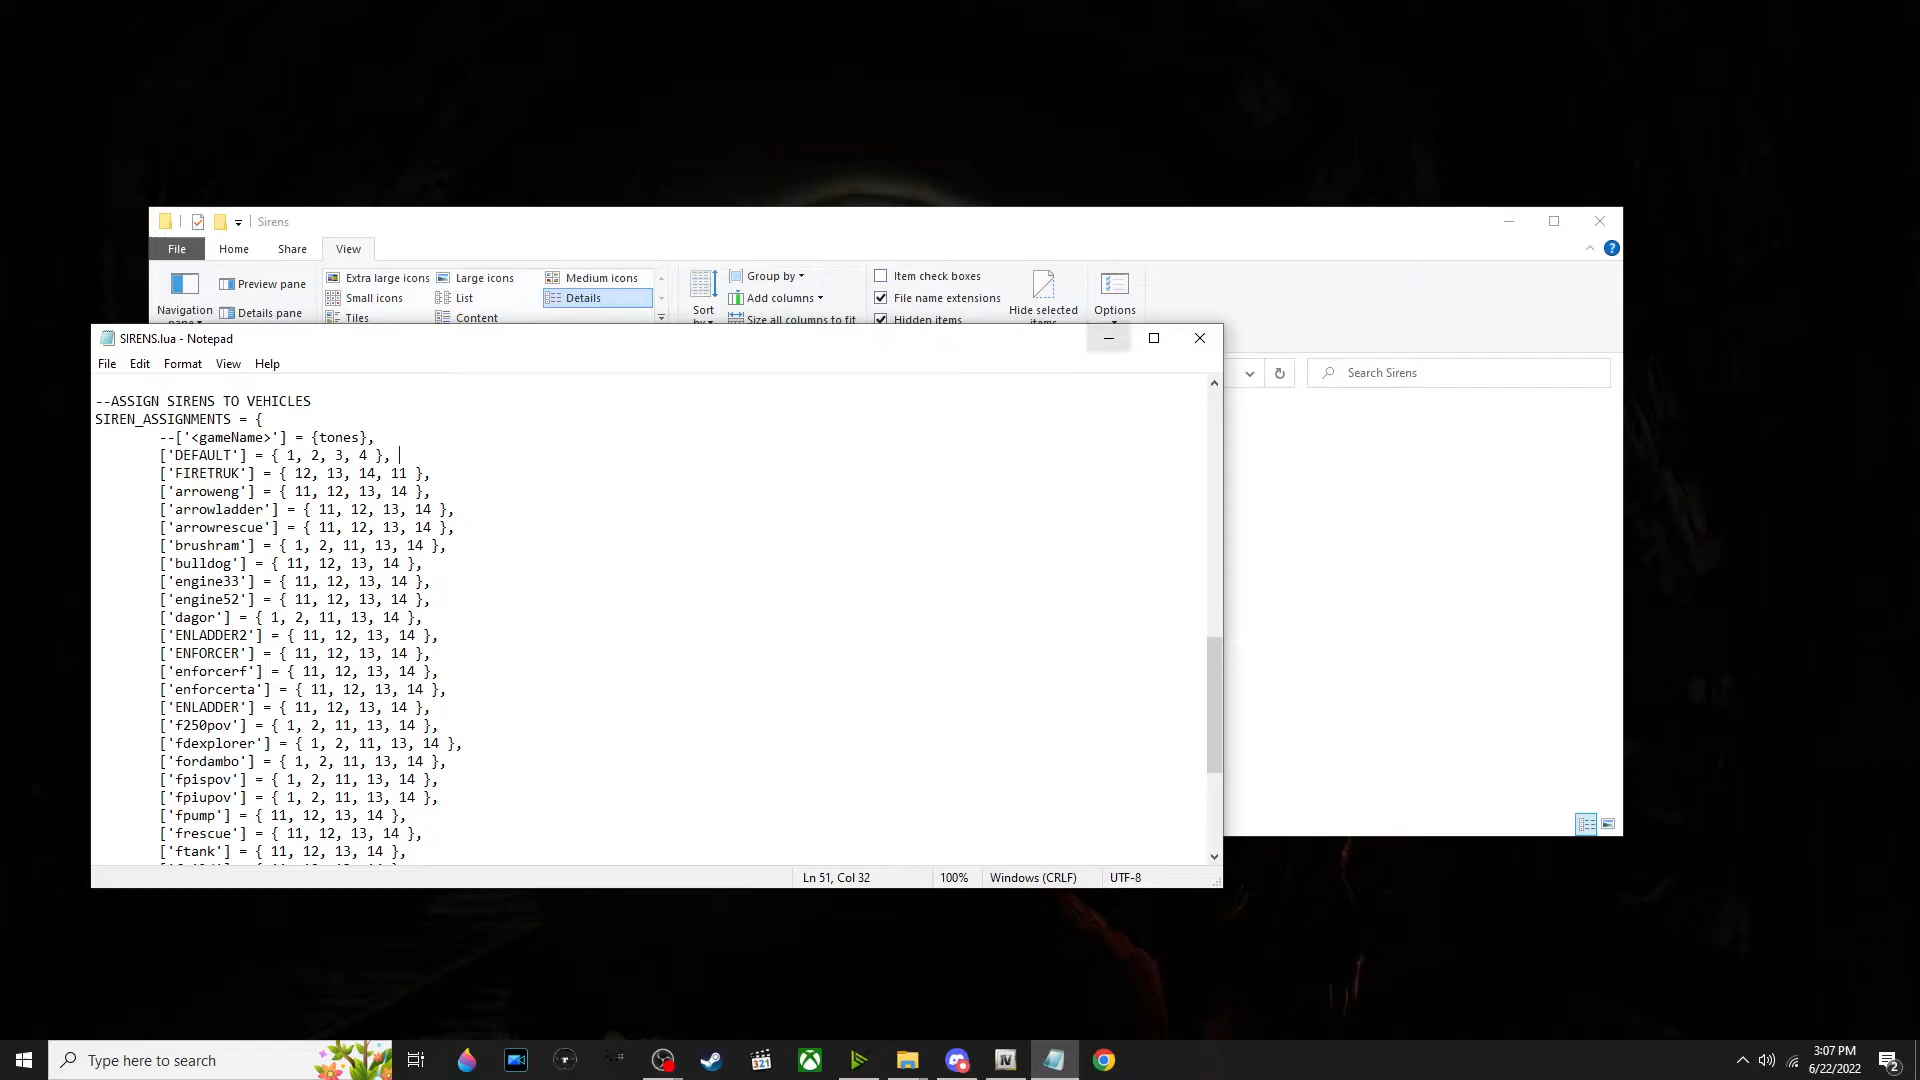 Sirens
File Home Share View
Extra large icons Large icons Medium icons
Small icons List Details
Tiles Content
Navigation
Preview pane
Details pane
Sort
Group by
Add columns
Size all columns to fit
Item check boxes
File name extensions
Hidden items
Hide selected
Options
Search Sirens
SIRENS.lua - Notepad
File Edit Format View Help
--ASSIGN SIRENS TO VEHICLES
SIREN_ASSIGNMENTS = {
--['<gameName>'] = {tones},
['DEFAULT'] = { 1, 2, 3, 4 },
['FIRETRUK'] = { 12, 13, 14, 11 },
['arroweng'] = { 11, 12, 13, 14 },
['arrowladder'] = { 11, 12, 13, 14 },
['arrowrescue'] = { 11, 12, 13, 14 },
['brushram'] = { 1, 2, 11, 13, 14 },
['bulldog'] = { 11, 12, 13, 14 },
['engine33'] = { 11, 12, 13, 14 },
['engine52'] = { 11, 12, 13, 14 },
['dagor'] = { 1, 2, 11, 13, 14 },
['ENLADDER2'] = { 11, 12, 13, 14 },
['ENFORCER'] = { 11, 12, 13, 14 },
['enforcerf'] = { 11, 12, 13, 14 },
['enforcerta'] = { 11, 12, 13, 14 },
['ENLADDER'] = { 11, 12, 13, 14 },
['f250pov'] = { 1, 2, 11, 13, 14 },
['fdexplorer'] = { 1, 2, 11, 13, 14 },
['fordambo'] = { 1, 2, 11, 13, 14 },
['fpispov'] = { 1, 2, 11, 13, 14 },
['fpiupov'] = { 1, 2, 11, 13, 14 },
['fpump'] = { 11, 12, 13, 14 },
['frescue'] = { 11, 12, 13, 14 },
['ftank'] = { 11, 12, 13, 14 },
Ln 51, Col 32 100% Windows (CRLF) UTF-8
Type here to search
321
IV
3:07 PM
6/22/2022
2